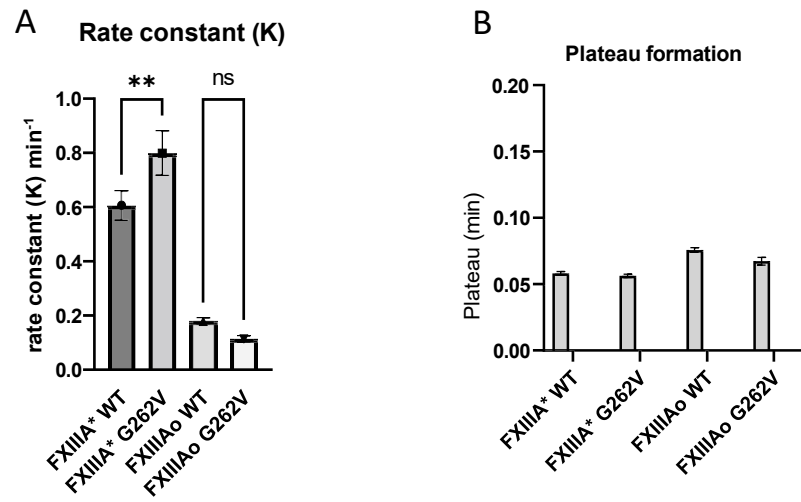 A
Rate constant (K)
**
ns
rate constant (K) min⁻¹
1.0
0.8
0.6
0.4
0.2
0.0
FXIIIA* WT
FXIIIA* G262V
FXIIIAo WT
FXIIIAo G262V
B
Plateau formation
Plateau (min)
0.20
0.15
0.10
0.05
0.00
FXIIIA* WT
FXIIIA* G262V
FXIIIAo WT
FXIIIAo G262V